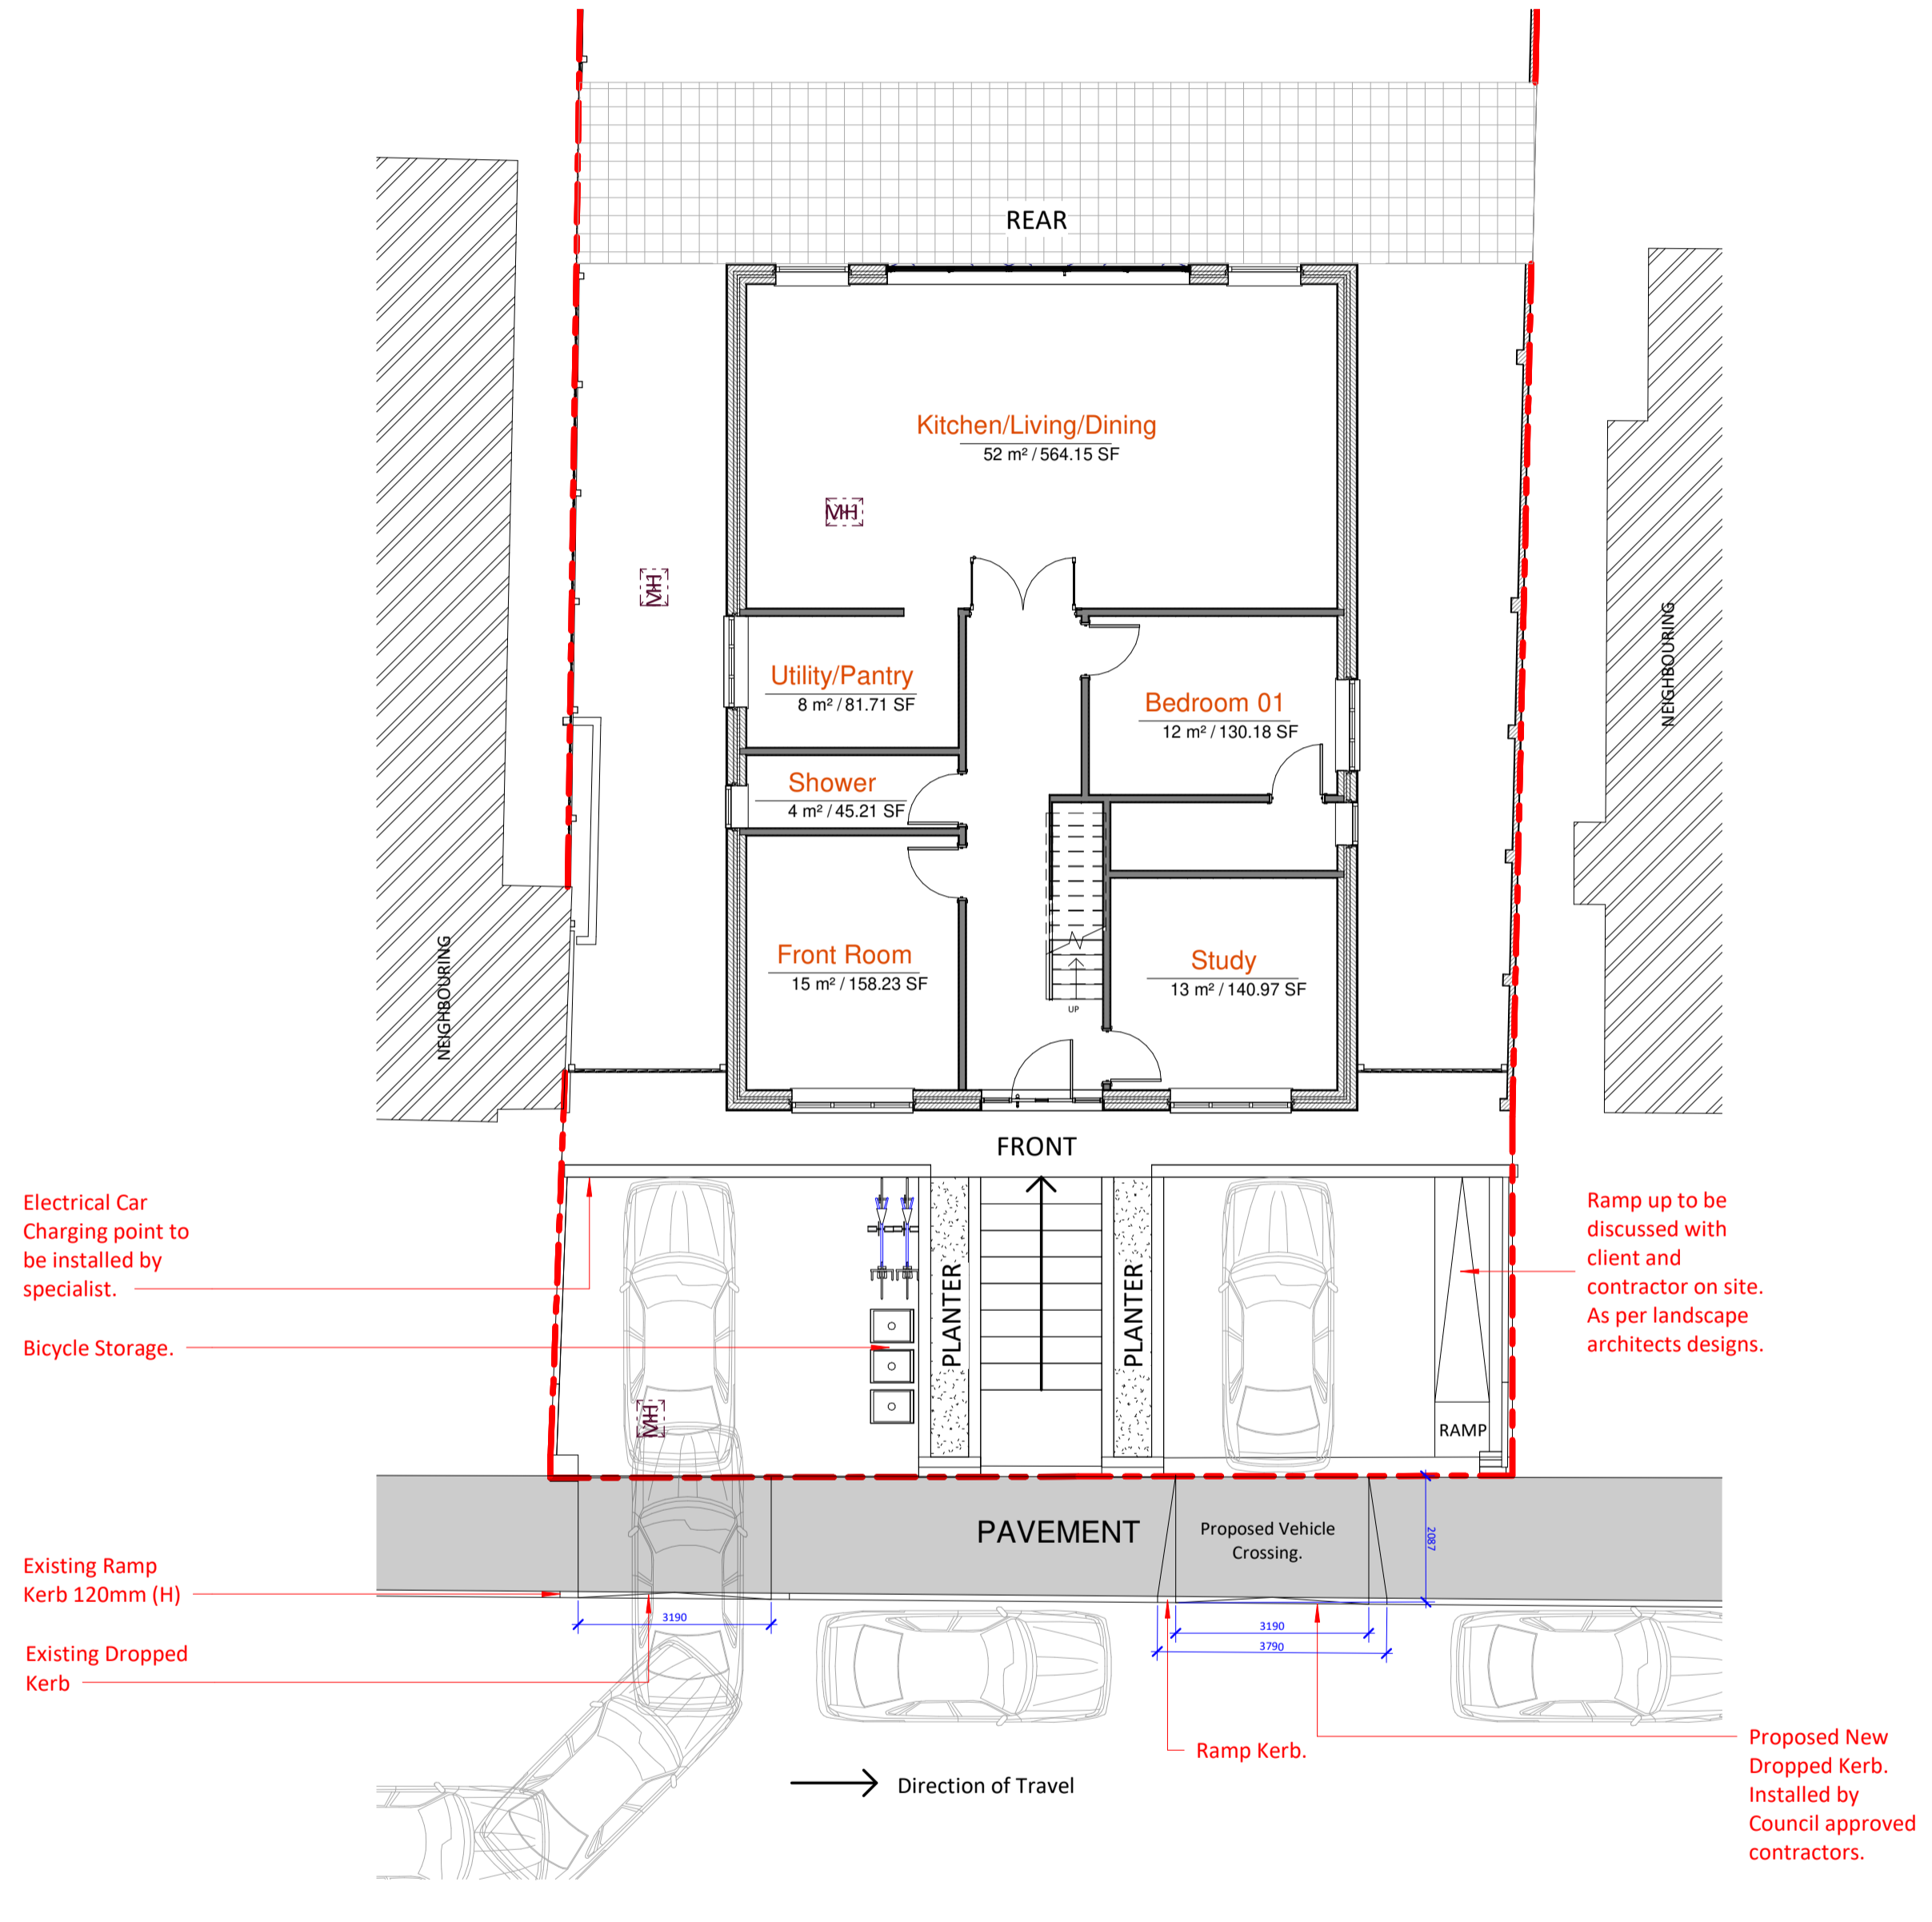 REAR
Kitchen/Living/Dining
52 m² / 564.15 SF
MH
MH
Utility/Pantry
8 m² / 81.71 SF
Bedroom 01
12 m² / 130.18 SF
NEIGHBOURING
Shower
4 m² / 45.21 SF
Front Room
15 m² / 158.23 SF
Study
13 m² / 140.97 SF
UP
NEIGHBOURING
FRONT
Electrical Car
Charging point to
be installed by
specialist.
Bicycle Storage.
PLANTER
PLANTER
Ramp up to be
discussed with
client and
contractor on site.
As per landscape
architects designs.
MH
RAMP
PAVEMENT
Proposed Vehicle
Crossing.
2087
Existing Ramp
Kerb 120mm (H)
3190
3190
3790
Existing Dropped
Kerb
Ramp Kerb.
Direction of Travel
Proposed New
Dropped Kerb.
Installed by
Council approved
contractors.